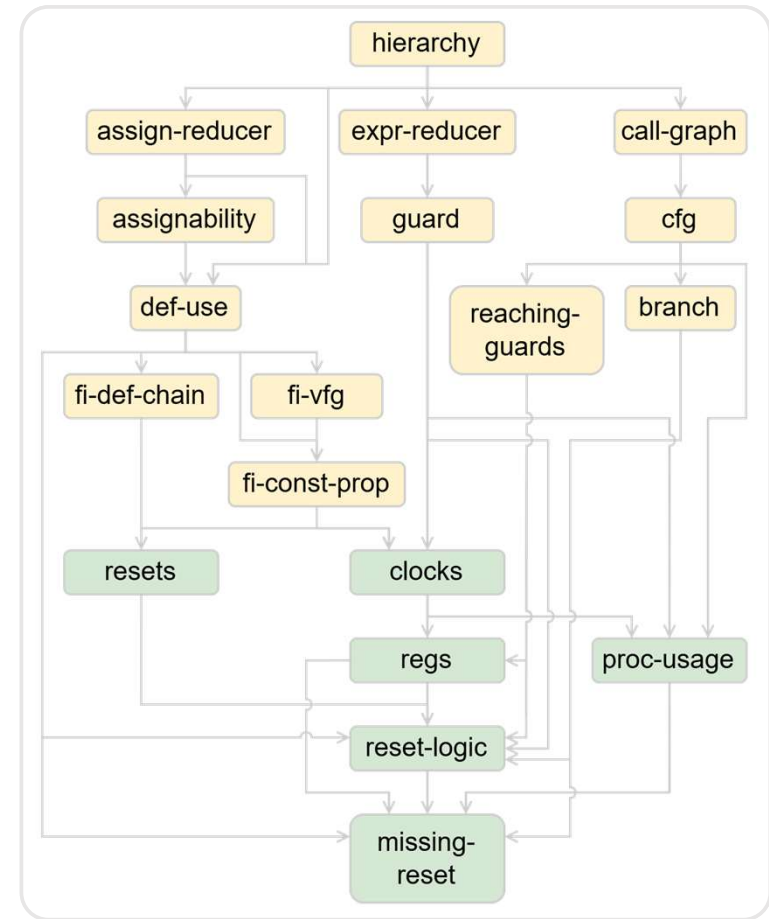 hierarchy
assign-reducer
expr-reducer
call-graph
assignability
guard
cfg
def-use
reaching-
guards
branch
fi-def-chain
fi-vfg
fi-const-prop
resets
clocks
regs
proc-usage
reset-logic
missing-
reset